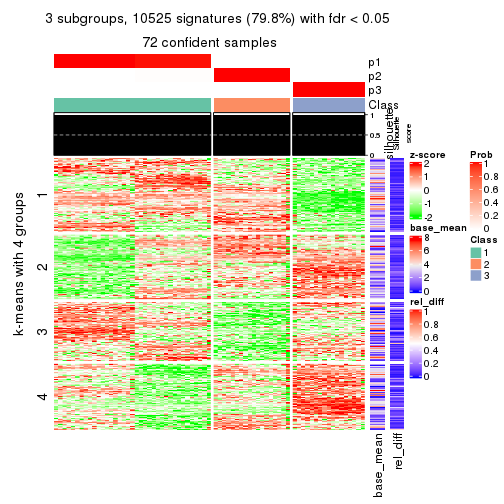 3 subgroups, 10525 signatures (79.8%) with fdr < 0.05
72 confident samples
p1
p2
p3
Class
silhouette
Silhouette
score
1
0.5
0
k-means with 4 groups
1
2
3
4
base_mean
rel_diff
z-score
2
1
0
-1
-2
base_mean
8
6
4
2
0
rel_diff
1
0.8
0.6
0.4
0.2
0
Prob
1
0.8
0.6
0.4
0.2
0
Class
1
2
3